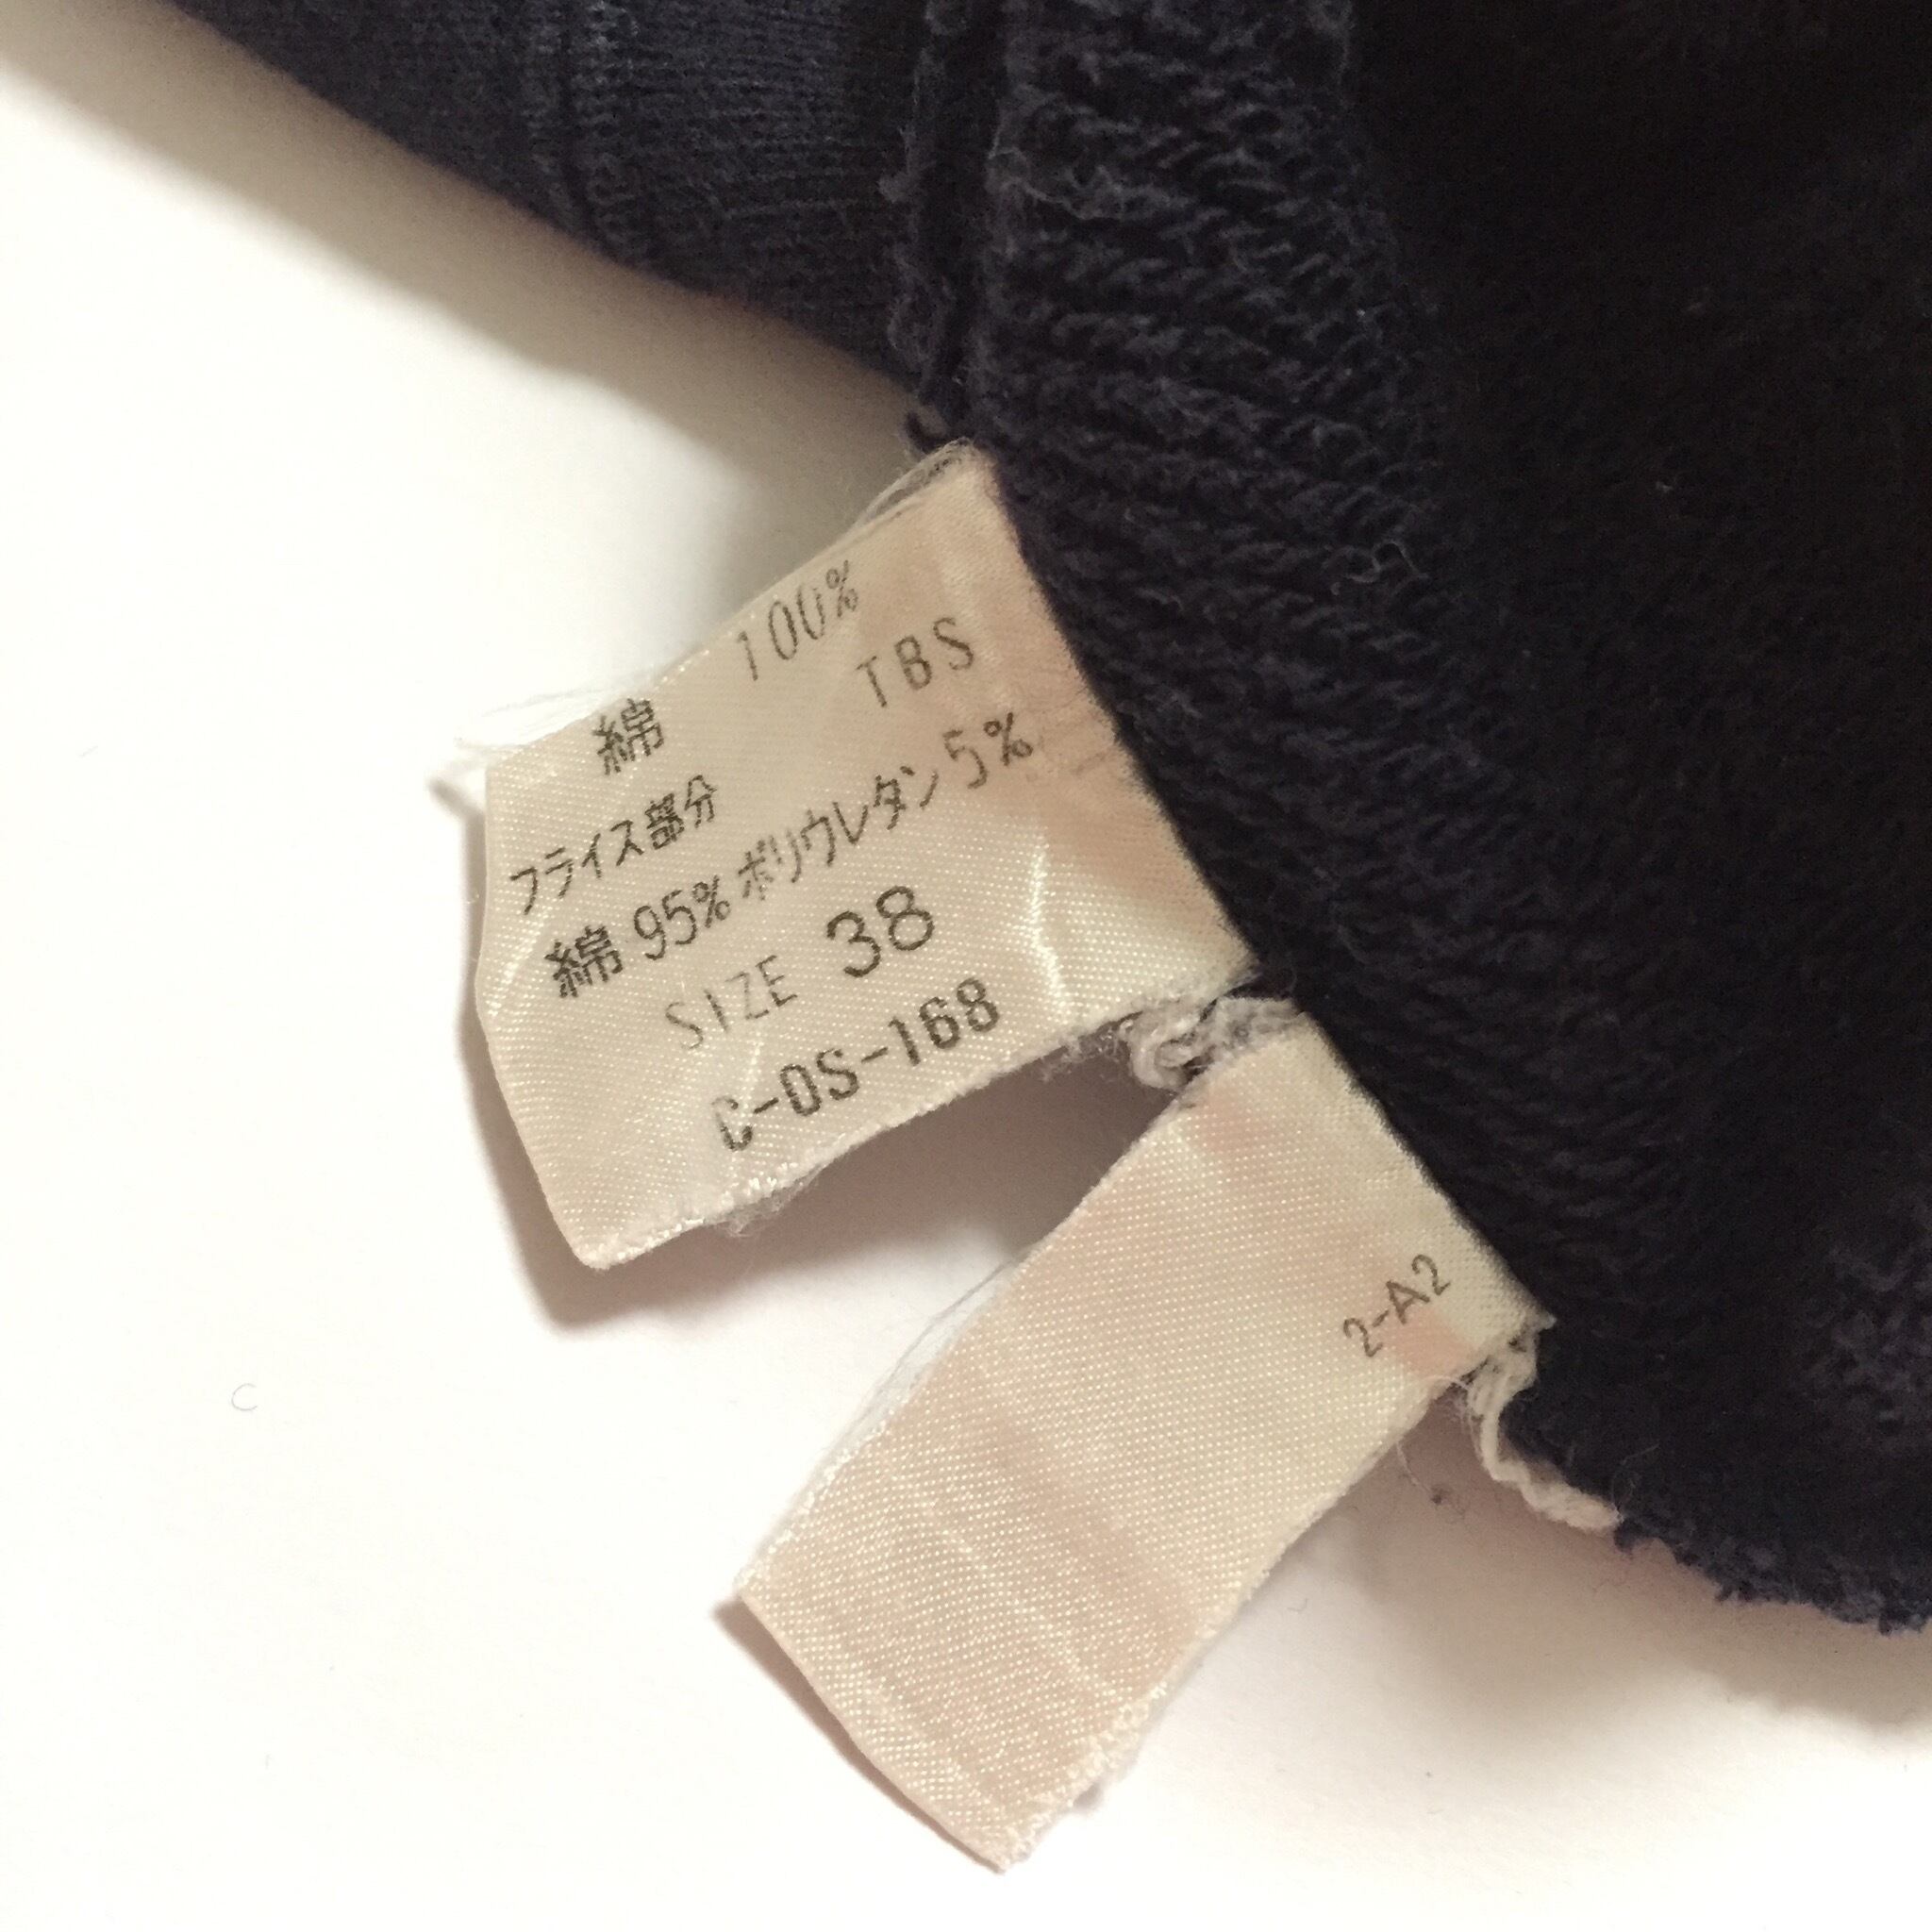 綿 100%
TBS
フライス部分
綿 95% ポリウレタン 5%
SIZE 38
C-OS-168
2-A2